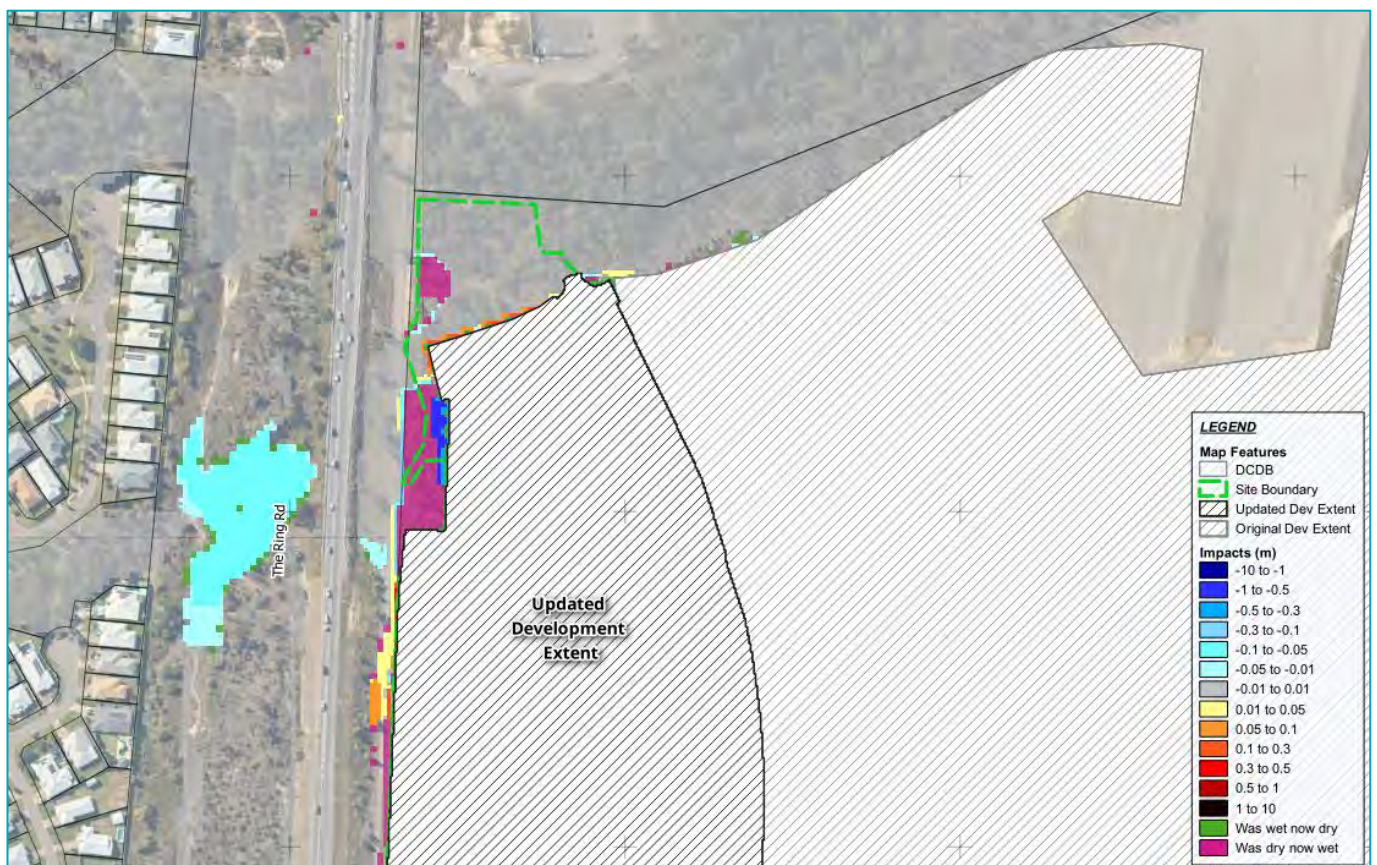 The Ring Rd
Updated
Development
Extent
LEGEND
Map Features
DCDB
Site Boundary
Updated Dev Extent
Original Dev Extent
Impacts (m)
-10 to -1
-1 to -0.5
-0.5 to -0.3
-0.3 to -0.1
-0.1 to -0.05
-0.05 to -0.01
-0.01 to 0.01
0.01 to 0.05
0.05 to 0.1
0.1 to 0.3
0.3 to 0.5
0.5 to 1
1 to 10
Was wet now dry
Was dry now wet